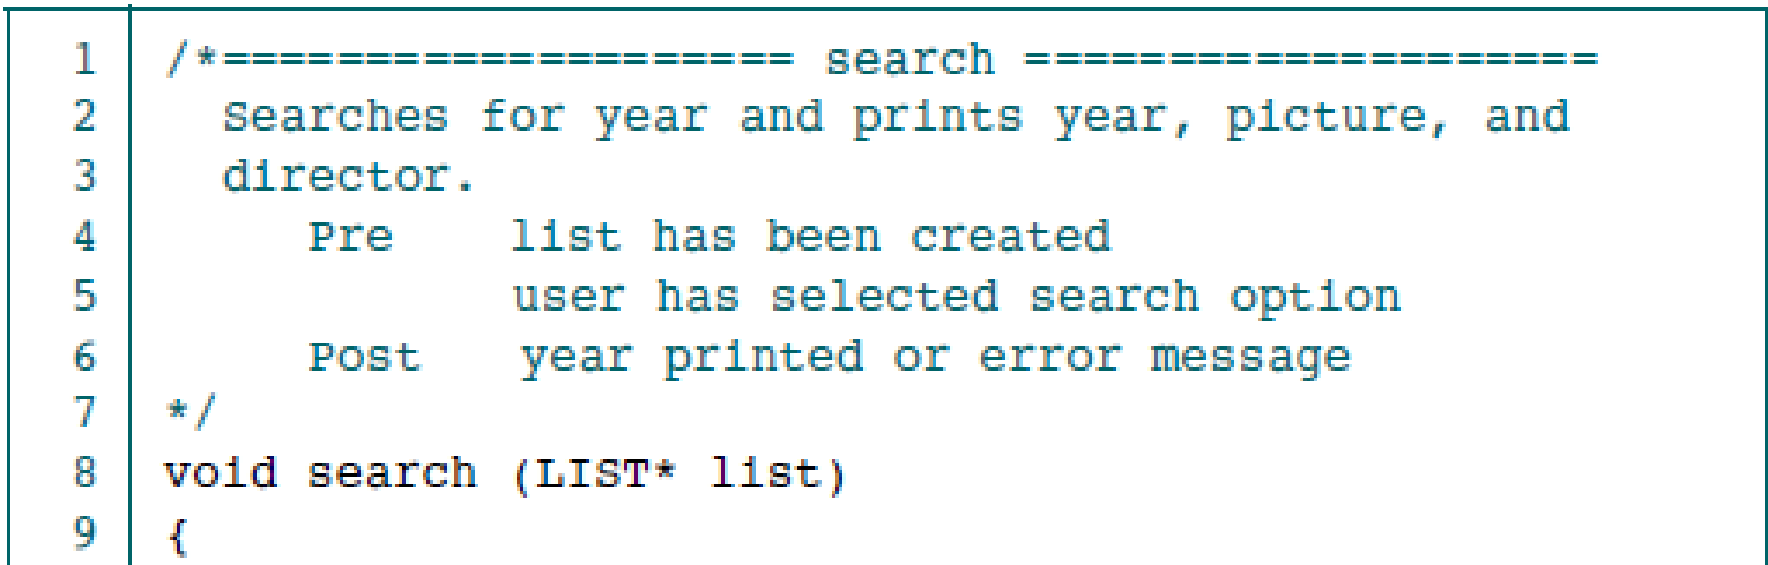 1 /*==================== search ====================
2 Searches for year and prints year, picture, and
3 director.
4 Pre list has been created
5 user has selected search option
6 Post year printed or error message
7 */
8 void search (LIST* list)
9 {